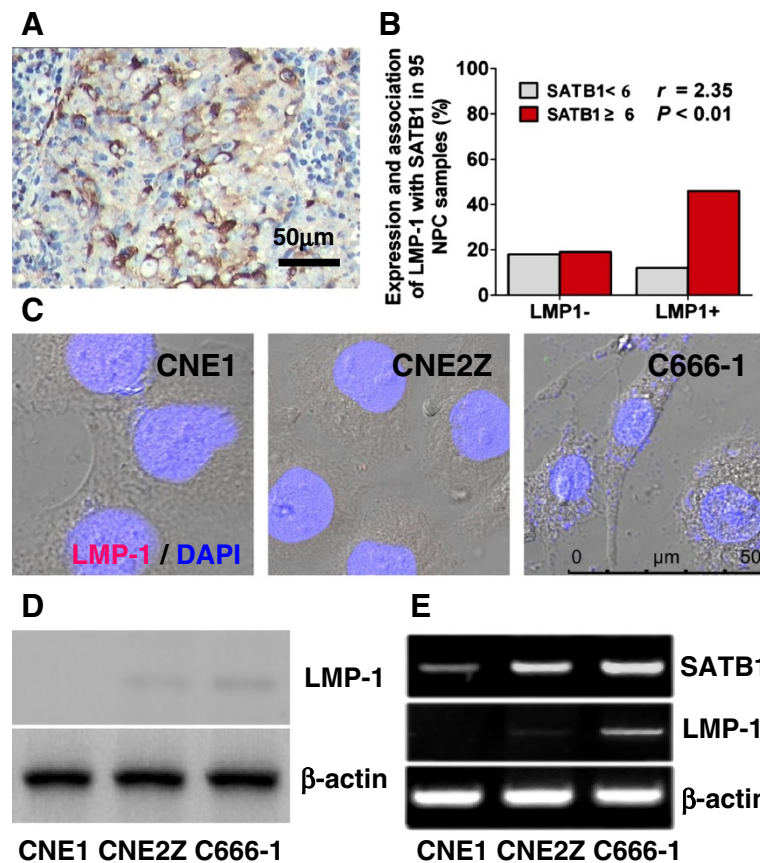 A
50μm
B
Expression and association
of LMP-1 with SATB1 in 95
NPC samples (%)
100
80
60
40
20
0
SATB1< 6 r = 2.35
SATB1≥ 6 P < 0.01
LMP1- LMP1+
C
CNE1
CNE2Z
C666-1
LMP-1 / DAPI
0 μm 50
D
LMP-1
β-actin
CNE1 CNE2Z C666-1
E
SATB1
LMP-1
β-actin
CNE1 CNE2Z C666-1